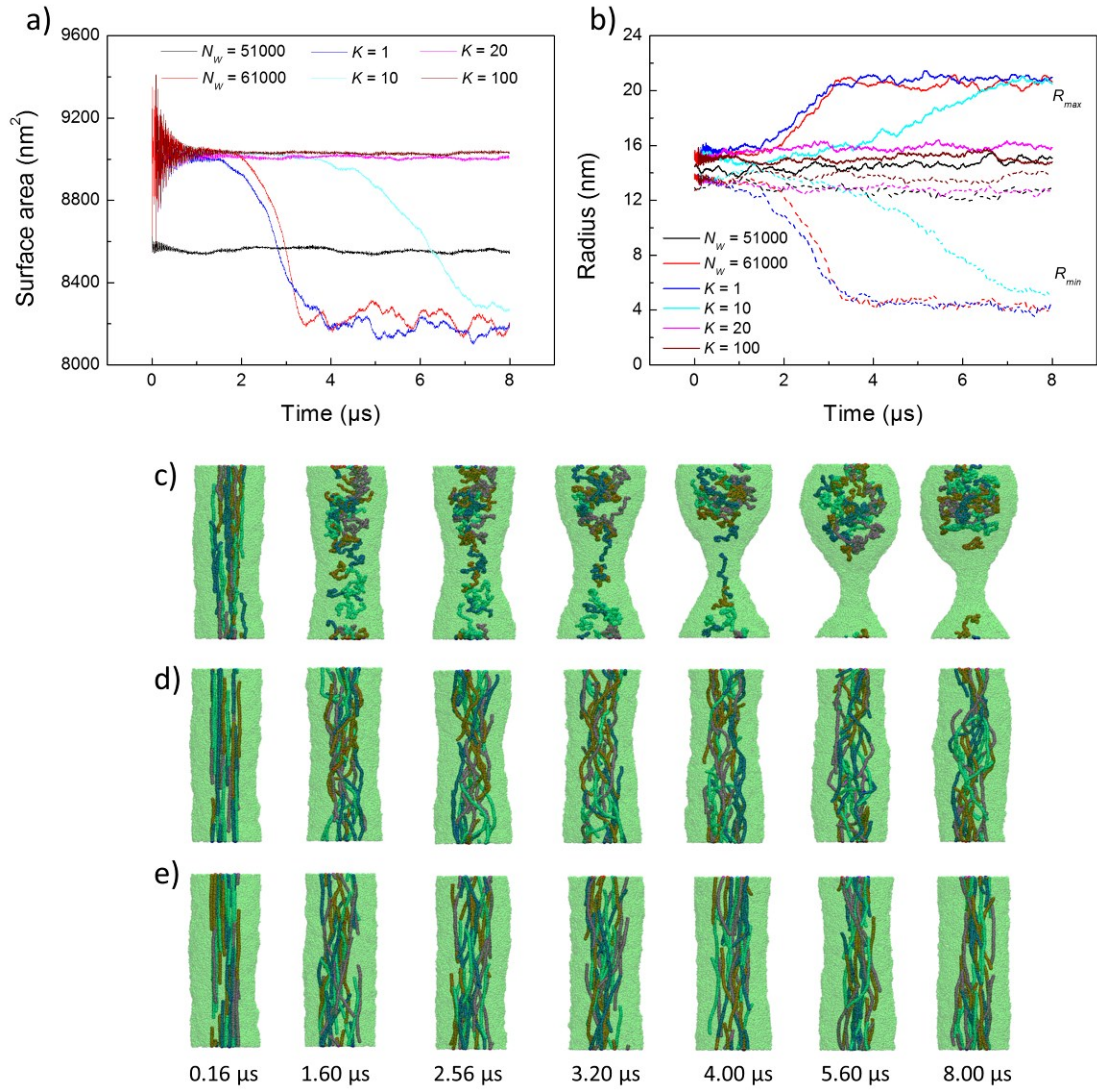 a)
9600
9200
8800
8400
8000
Surface area (nm²)
N_W = 51000
N_W = 61000
K = 1
K = 10
K = 20
K = 100
0 2 4 6 8
Time (µs)
b)
24
20
16
12
8
4
0
Radius (nm)
R_max
R_min
N_W = 51000
N_W = 61000
K = 1
K = 10
K = 20
K = 100
0 2 4 6 8
Time (µs)
c)
d)
e)
0.16 µs 1.60 µs 2.56 µs 3.20 µs 4.00 µs 5.60 µs 8.00 µs